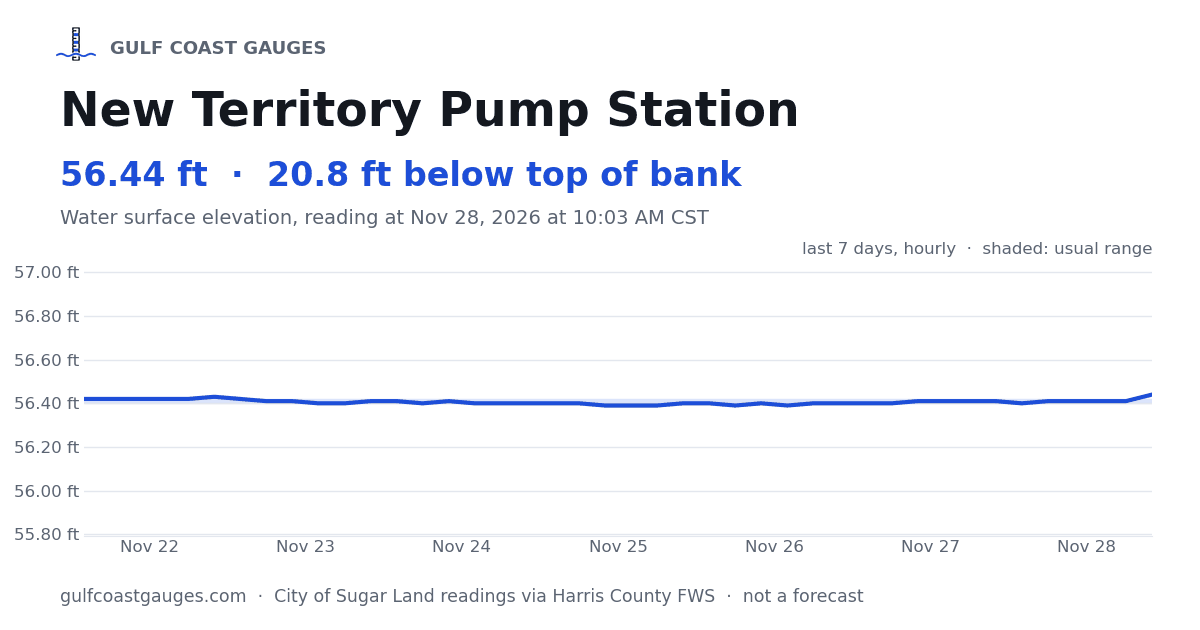 GULF COAST GAUGES
New Territory Pump Station
56.44 ft · 20.8 ft below top of bank
Water surface elevation, reading at Nov 28, 2026 at 10:03 AM CST
last 7 days, hourly · shaded: usual range
57.00 ft
56.80 ft
56.60 ft
56.40 ft
56.20 ft
56.00 ft
55.80 ft
Nov 22 Nov 23 Nov 24 Nov 25 Nov 26 Nov 27 Nov 28
gulfcoastgauges.com · City of Sugar Land readings via Harris County FWS · not a forecast